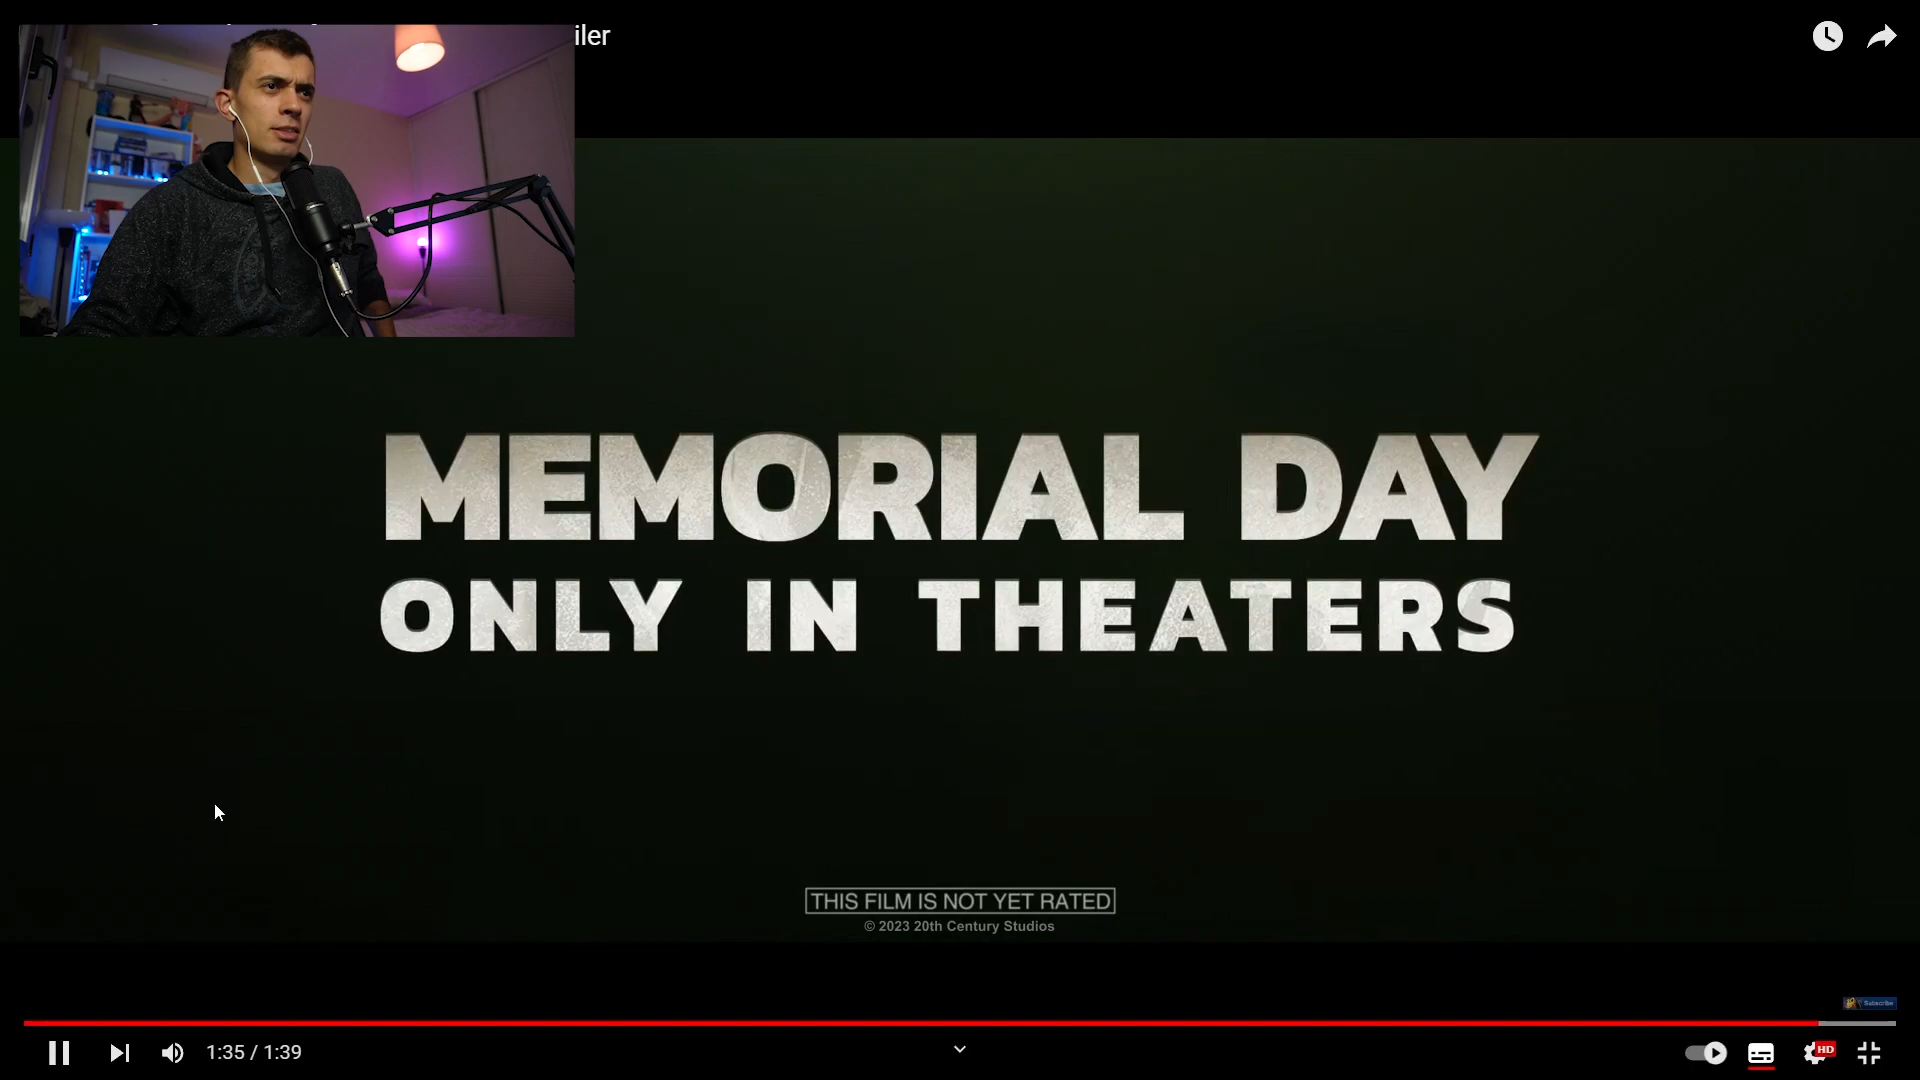 iler
MEMORIAL DAY
ONLY IN THEATERS
THIS FILM IS NOT YET RATED
© 2023 20th Century Studios
Subscribe
1:35 / 1:39
HD